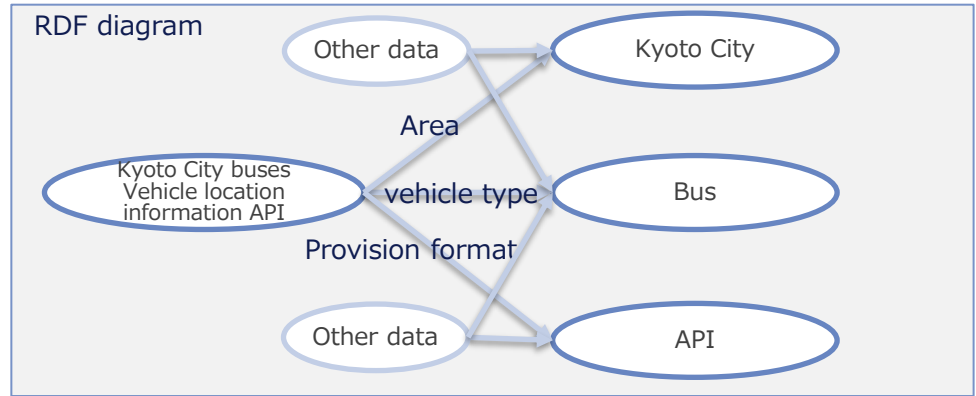 RDF diagram
Other data
Kyoto City
Area
Kyoto City buses
Vehicle location
information API
vehicle type
Bus
Provision format
Other data
API